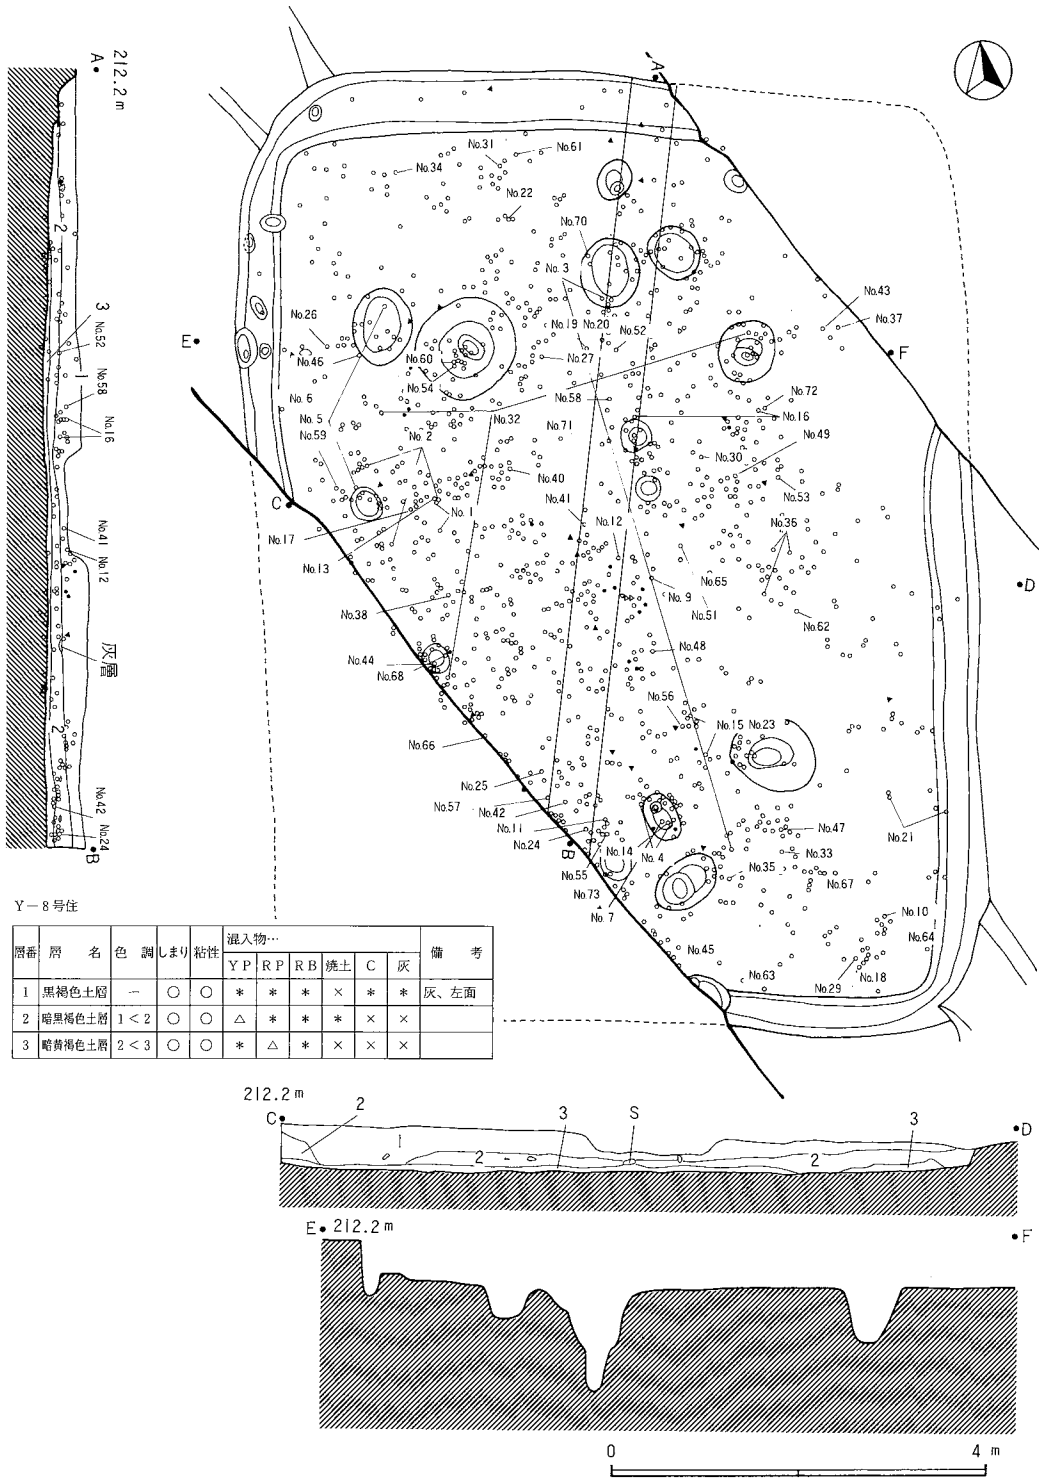 212.2m
A
2
3
No.52
1
No.58
No.16
No.41
No.12
灰層
2
No.42
No.24
B
A
No.31
No.61
No.34
No.22
No.70
No.3
No.43
No.37
No.26
E
No.19
No.20
No.52
F
No.46
No.60
No.27
No.54
No.6
No.58
No.72
No.5
No.32
No.16
No.59
No.2
No.71
No.49
No.30
No.40
No.53
No.41
C
No.1
No.12
No.36
No.17
No.13
No.65
D
No.9
No.38
No.51
No.62
No.48
No.44
No.68
No.56
No.15
No.23
No.66
No.25
No.57
No.42
No.21
No.11
No.47
No.24
B
No.14
No.4
No.33
No.55
No.35
No.67
No.73
No.7
No.10
No.45
No.64
No.63
No.18
No.29
Y-8号住
層番 層名 色調 しまり 粘性 混入物… 備考
YP RP RB 焼土 C 灰
1 黒褐色土層 ― ○ ○ * * * × * * 灰、左面
2 暗黒褐色土層 1<2 ○ ○ △ * * * × ×
3 暗黄褐色土層 2<3 ○ ○ * △ * × × ×
212.2m
C 2 3 S 3 D
1
2 2
E 212.2m F
0 4 m